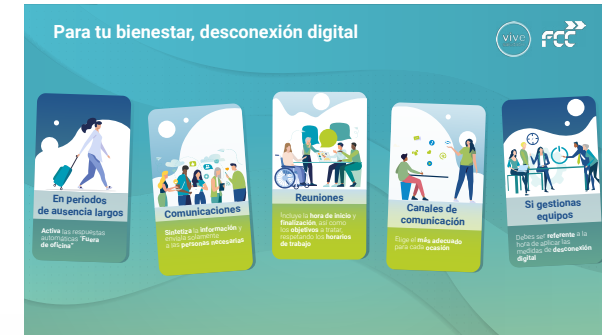 Para tu bienestar, desconexión digital
vive
FCC
En periodos
de ausencia largos
Activa las respuestas
automáticas "Fuera
de oficina"
Comunicaciones
Sintetiza la información y
envíala solamente
a las personas necesarias
Reuniones
Incluye la hora de inicio y
finalización, así como
los objetivos a tratar,
respetando los horarios
de trabajo
Canales de
comunicación
Elige el más adecuado
para cada ocasión
Si gestionas
equipos
Debes ser referente a la
hora de aplicar las
medidas de desconexión
digital